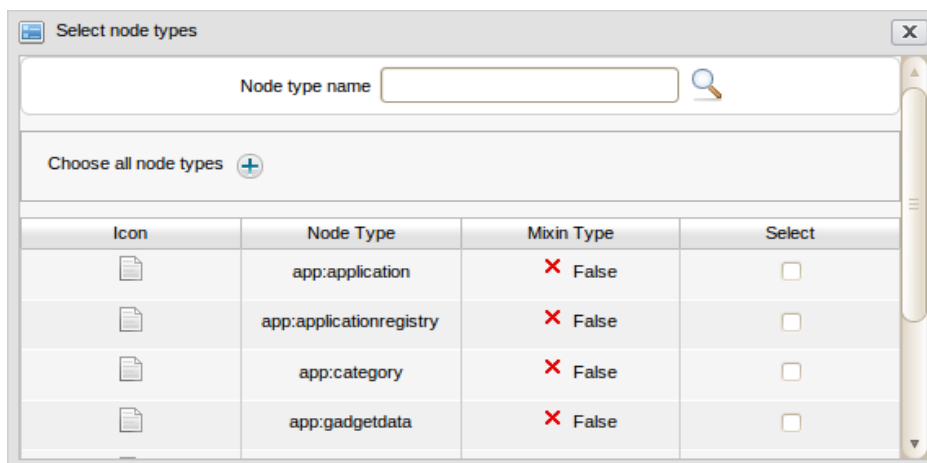 Select node types
Node type name
Choose all node types
Icon Node Type Mixin Type Select
app:application False
app:applicationregistry False
app:category False
app:gadgetdata False